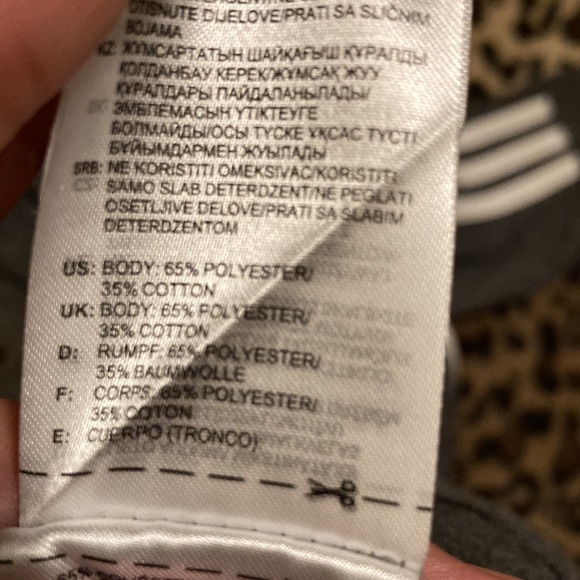 OTISNUTE DIJELOVE/PRATI SA SLIČNIM
BOJAMA
KZ: ЖҰМСАРТАТЫН ШАЙҚАҒЫШ ҚҰРАЛДЫ
ҚОЛДАНБАУ КЕРЕК/ЖҰМСАҚ ЖУУ
ҚҰРАЛДАРЫ ПАЙДАЛАНЫЛАДЫ/
ЭМБЛЕМАСЫН ҮТІКТЕУГЕ
БОЛМАЙДЫ/ОСЫ ТҮСКЕ ҰҚСАС ТҮСТІ
БҰЙЫМДАРМЕН ЖУЫЛАДЫ
SRB: NE KORISTITI OMEKSIVAC/KORISTITI
SAMO SLAB DETERDZENT/NE PEGLATI
OSETLJIVE DELOVE/PRATI SA SLABIM
DETERDZENTOM
US: BODY: 65% POLYESTER/
35% COTTON
UK: BODY: 65% POLYESTER/
35% COTTON
D: RUMPF: 65% POLYESTER/
35% BAUMWOLLE
F: CORPS: 65% POLYESTER/
35% COTON
E: CUERPO (TRONCO)